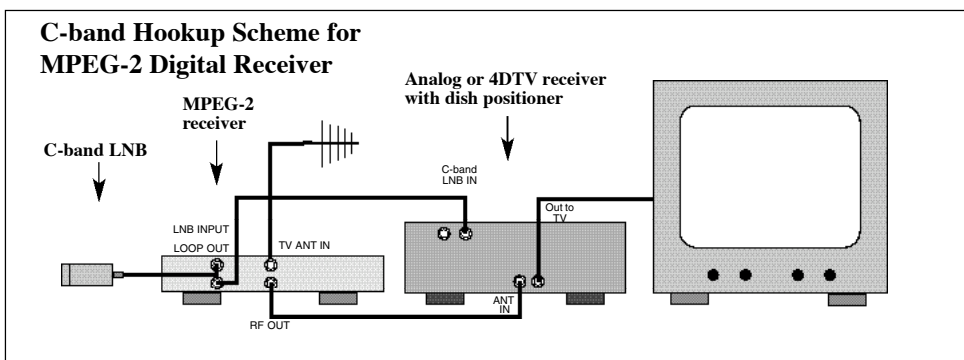 C-band Hookup Scheme for
MPEG-2 Digital Receiver
Analog or 4DTV receiver
with dish positioner
MPEG-2
receiver
C-band LNB
C-band
LNB IN
Out to
TV
LNB INPUT
LOOP OUT
TV ANT IN
ANT
IN
RF OUT